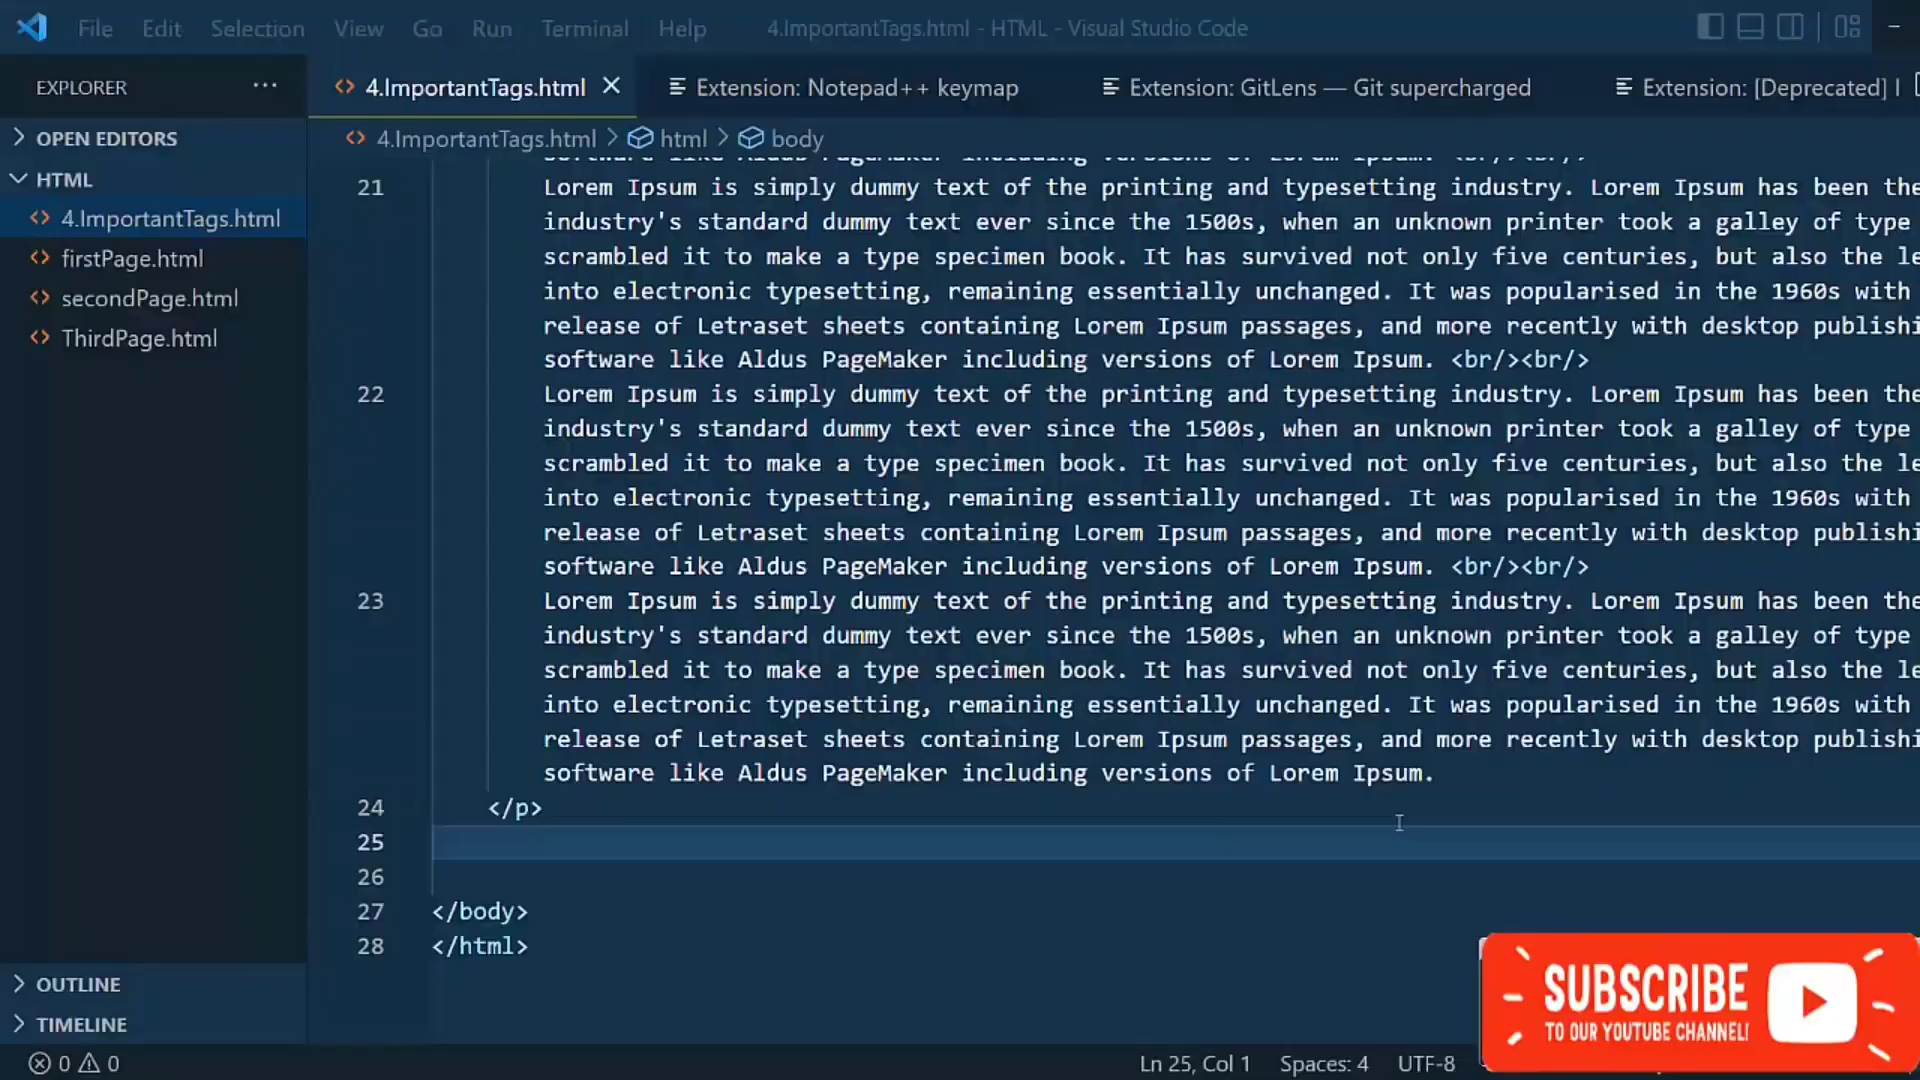 File Edit Selection View Go Run Terminal Help 4.ImportantTags.html - HTML - Visual Studio Code
EXPLORER ··· 4.ImportantTags.html Extension: Notepad++ keymap Extension: GitLens — Git supercharged Extension: [Deprecated]
OPEN EDITORS
4.ImportantTags.html > html > body
HTML
4.ImportantTags.html
firstPage.html
secondPage.html
ThirdPage.html
software like Aldus PageMaker including versions of Lorem Ipsum. <br/><br/>
21 Lorem Ipsum is simply dummy text of the printing and typesetting industry. Lorem Ipsum has been the
industry's standard dummy text ever since the 1500s, when an unknown printer took a galley of type
scrambled it to make a type specimen book. It has survived not only five centuries, but also the le
into electronic typesetting, remaining essentially unchanged. It was popularised in the 1960s with
release of Letraset sheets containing Lorem Ipsum passages, and more recently with desktop publishi
software like Aldus PageMaker including versions of Lorem Ipsum. <br/><br/>
22 Lorem Ipsum is simply dummy text of the printing and typesetting industry. Lorem Ipsum has been the
industry's standard dummy text ever since the 1500s, when an unknown printer took a galley of type
scrambled it to make a type specimen book. It has survived not only five centuries, but also the le
into electronic typesetting, remaining essentially unchanged. It was popularised in the 1960s with
release of Letraset sheets containing Lorem Ipsum passages, and more recently with desktop publishi
software like Aldus PageMaker including versions of Lorem Ipsum. <br/><br/>
23 Lorem Ipsum is simply dummy text of the printing and typesetting industry. Lorem Ipsum has been the
industry's standard dummy text ever since the 1500s, when an unknown printer took a galley of type
scrambled it to make a type specimen book. It has survived not only five centuries, but also the le
into electronic typesetting, remaining essentially unchanged. It was popularised in the 1960s with
release of Letraset sheets containing Lorem Ipsum passages, and more recently with desktop publishi
software like Aldus PageMaker including versions of Lorem Ipsum.
24 </p>
25
26
27 </body>
28 </html>
OUTLINE
TIMELINE
SUBSCRIBE
TO OUR YOUTUBE CHANNEL!
0 0 Ln 25, Col 1 Spaces: 4 UTF-8